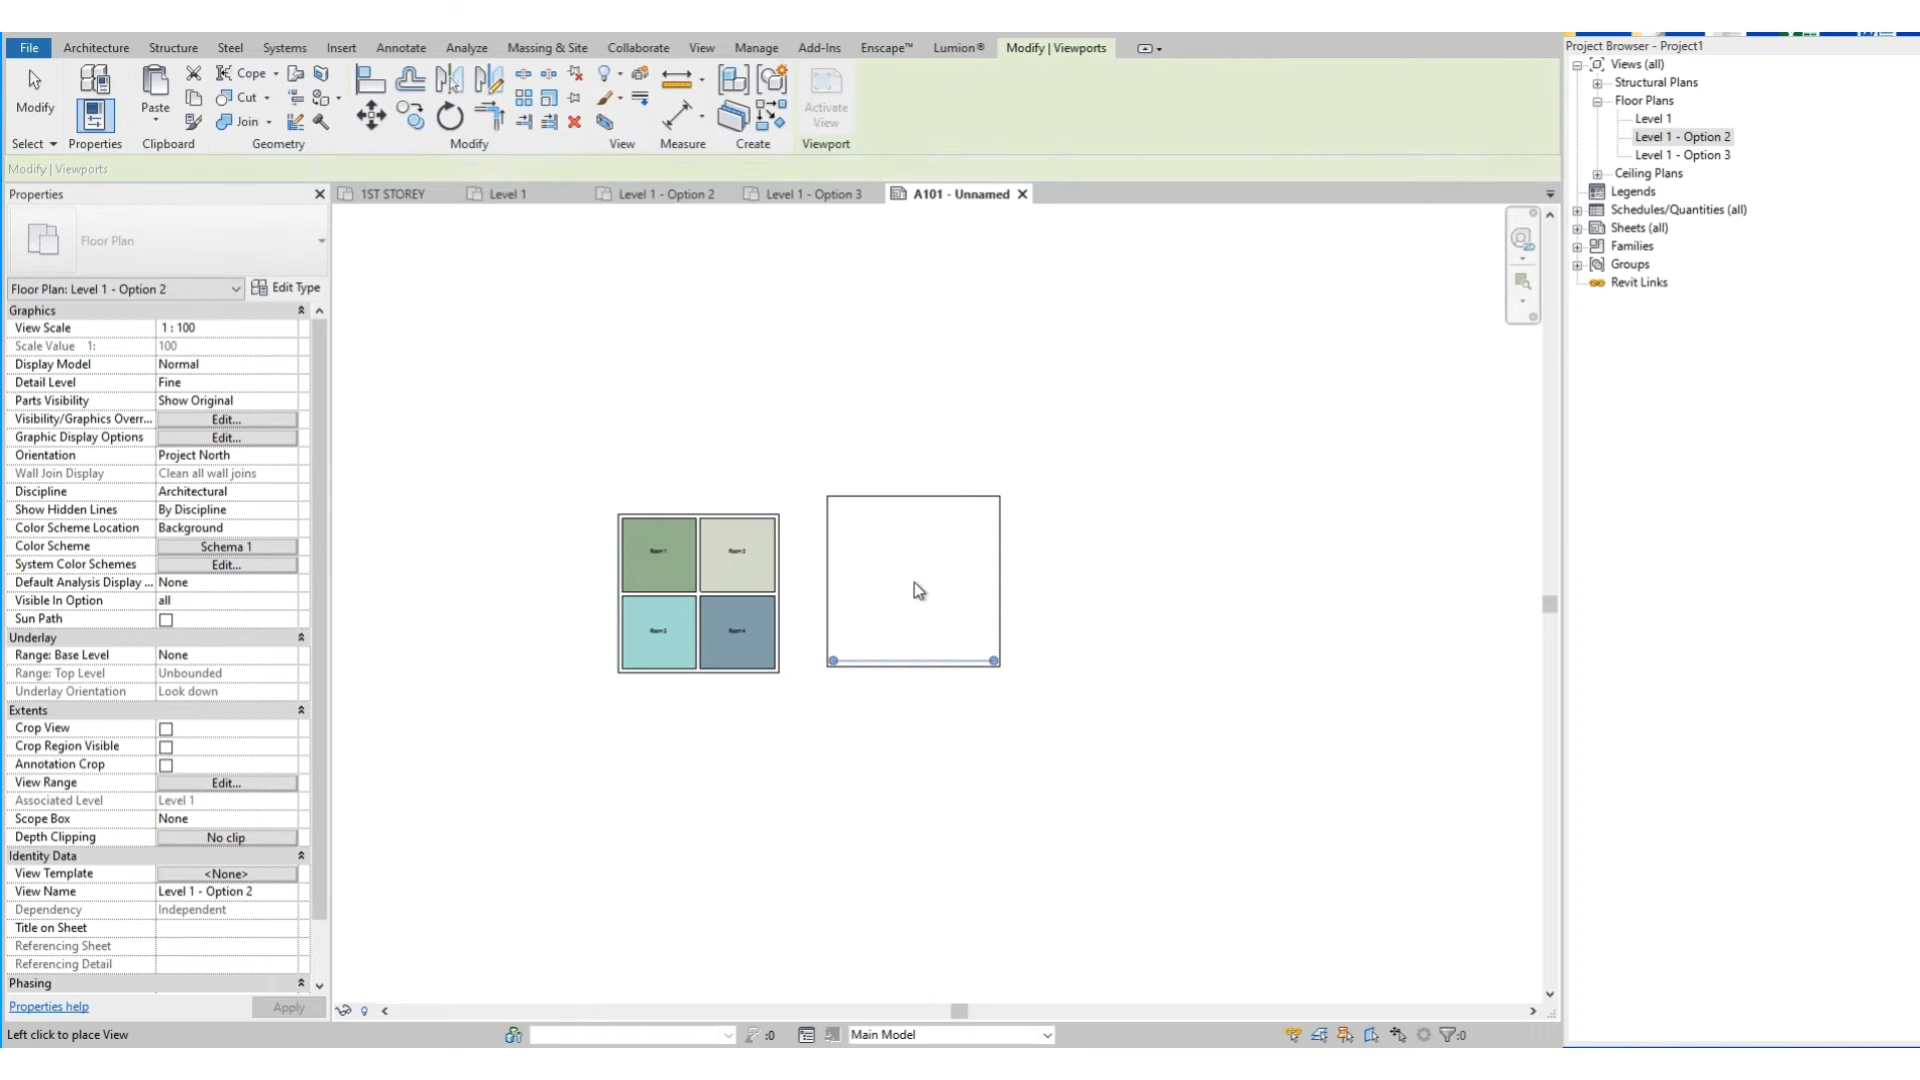 File Architecture Structure Steel Systems Insert Annotate Analyze Massing & Site Collaborate View Manage Add-Ins Enscape™ Lumion® Modify | Viewports
Modify
Paste
Cope
Cut
Join
Activate
View
Select Properties Clipboard Geometry Modify View Measure Create Viewport
Modify | Viewports
Properties
1ST STOREY Level 1 Level 1 - Option 2 Level 1 - Option 3 A101 - Unnamed
Floor Plan
Floor Plan: Level 1 - Option 2 Edit Type
Graphics
View Scale 1 : 100
Scale Value 1: 100
Display Model Normal
Detail Level Fine
Parts Visibility Show Original
Visibility/Graphics Overr... Edit...
Graphic Display Options Edit...
Orientation Project North
Wall Join Display Clean all wall joins
Discipline Architectural
Show Hidden Lines By Discipline
Color Scheme Location Background
Color Scheme Schema 1
System Color Schemes Edit...
Default Analysis Display ... None
Visible In Option all
Sun Path
Underlay
Range: Base Level None
Range: Top Level Unbounded
Underlay Orientation Look down
Extents
Crop View
Crop Region Visible
Annotation Crop
View Range Edit...
Associated Level Level 1
Scope Box None
Depth Clipping No clip
Identity Data
View Template <None>
View Name Level 1 - Option 2
Dependency Independent
Title on Sheet
Referencing Sheet
Referencing Detail
Phasing
Properties help Apply
Left click to place View
:0
Main Model
:0
2D
Project Browser - Project1
Views (all)
Structural Plans
Floor Plans
Level 1
Level 1 - Option 2
Level 1 - Option 3
Ceiling Plans
Legends
Schedules/Quantities (all)
Sheets (all)
Families
Groups
Revit Links